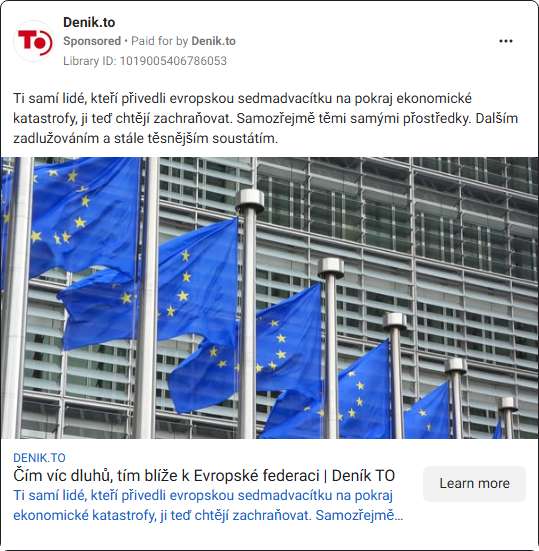 TO
Denik.to
Sponsored • Paid for by Denik.to
Library ID: 1019005406786053
Ti samí lidé, kteří přivedli evropskou sedmadvacítku na pokraj ekonomické
katastrofy, ji teď chtějí zachraňovat. Samozřejmě těmi samými prostředky. Dalším
zadlužováním a stále těsnějším soustátím.
DENIK.TO
Čím víc dluhů, tím blíže k Evropské federaci | Deník TO
Ti samí lidé, kteří přivedli evropskou sedmadvacítku na pokraj
ekonomické katastrofy, ji teď chtějí zachraňovat. Samozřejmě...
Learn more